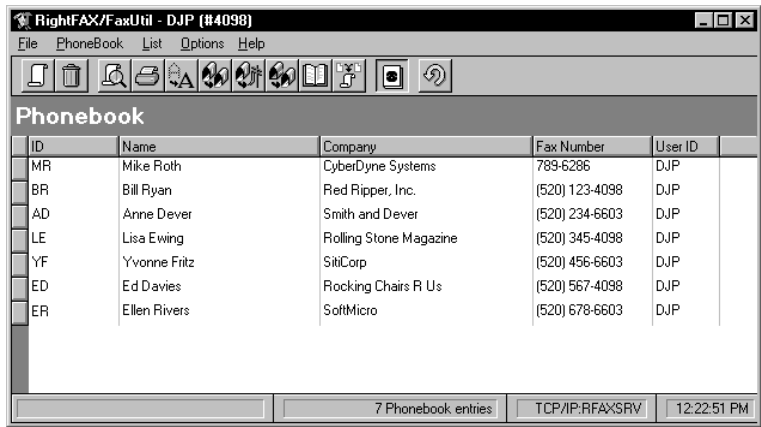 RightFAX/FaxUtil - DJP (#4098)
File PhoneBook List Options Help
A
Phonebook
ID Name Company Fax Number User ID
MR Mike Roth CyberDyne Systems 789-6286 DJP
BR Bill Ryan Red Ripper, Inc. (520) 123-4098 DJP
AD Anne Dever Smith and Dever (520) 234-6603 DJP
LE Lisa Ewing Rolling Stone Magazine (520) 345-4098 DJP
YF Yvonne Fritz SitiCorp (520) 456-6603 DJP
ED Ed Davies Rocking Chairs R Us (520) 567-4098 DJP
ER Ellen Rivers SoftMicro (520) 678-6603 DJP
7 Phonebook entries TCP/IP:RFAXSRV 12:22:51 PM